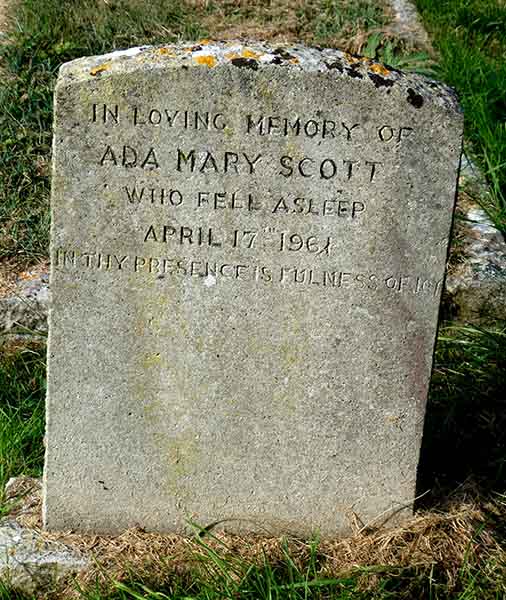 IN LOVING MEMORY OF
ADA MARY SCOTT
WHO FELL ASLEEP
APRIL 17TH 1961
IN THY PRESENCE IS FULNESS OF JOY